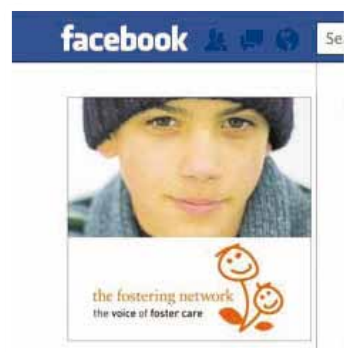 facebook
Se
the fostering network
the voice of foster care